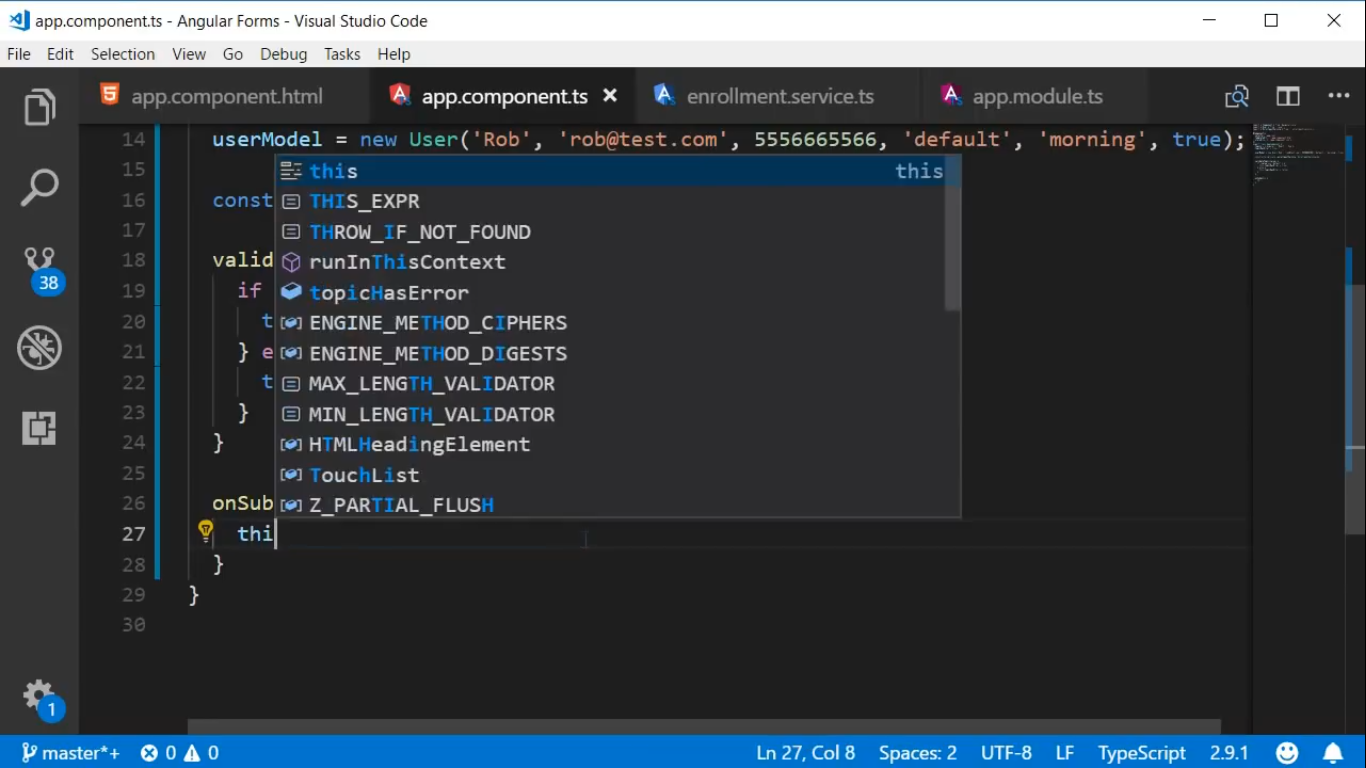 app.component.ts - Angular Forms - Visual Studio Code
File Edit Selection View Go Debug Tasks Help
app.component.html app.component.ts enrollment.service.ts app.module.ts
14 userModel = new User('Rob', 'rob@test.com', 5556665566, 'default', 'morning', true);
15 this this
16 const THIS_EXPR
17 THROW_IF_NOT_FOUND
18 valid runInThisContext
19 if topicHasError
20 t ENGINE_METHOD_CIPHERS
21 } e ENGINE_METHOD_DIGESTS
22 t MAX_LENGTH_VALIDATOR
23 } MIN_LENGTH_VALIDATOR
24 } HTMLHeadingElement
25 TouchList
26 onSub Z_PARTIAL_FLUSH
27 thi
28 }
29 }
30
38
1
master*+ 0 0 Ln 27, Col 8 Spaces: 2 UTF-8 LF TypeScript 2.9.1